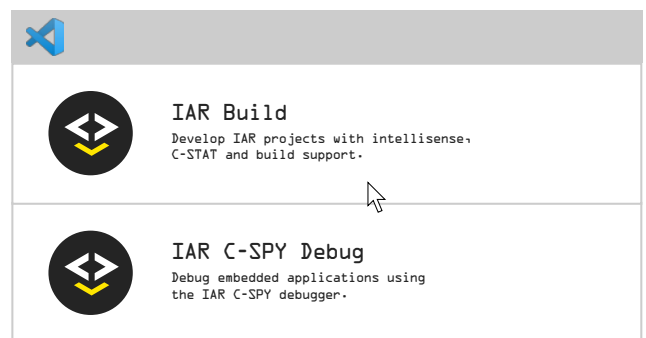 IAR Build
Develop IAR projects with intellisense,
C-STAT and build support.
IAR C-SPY Debug
Debug embedded applications using
the IAR C-SPY debugger.